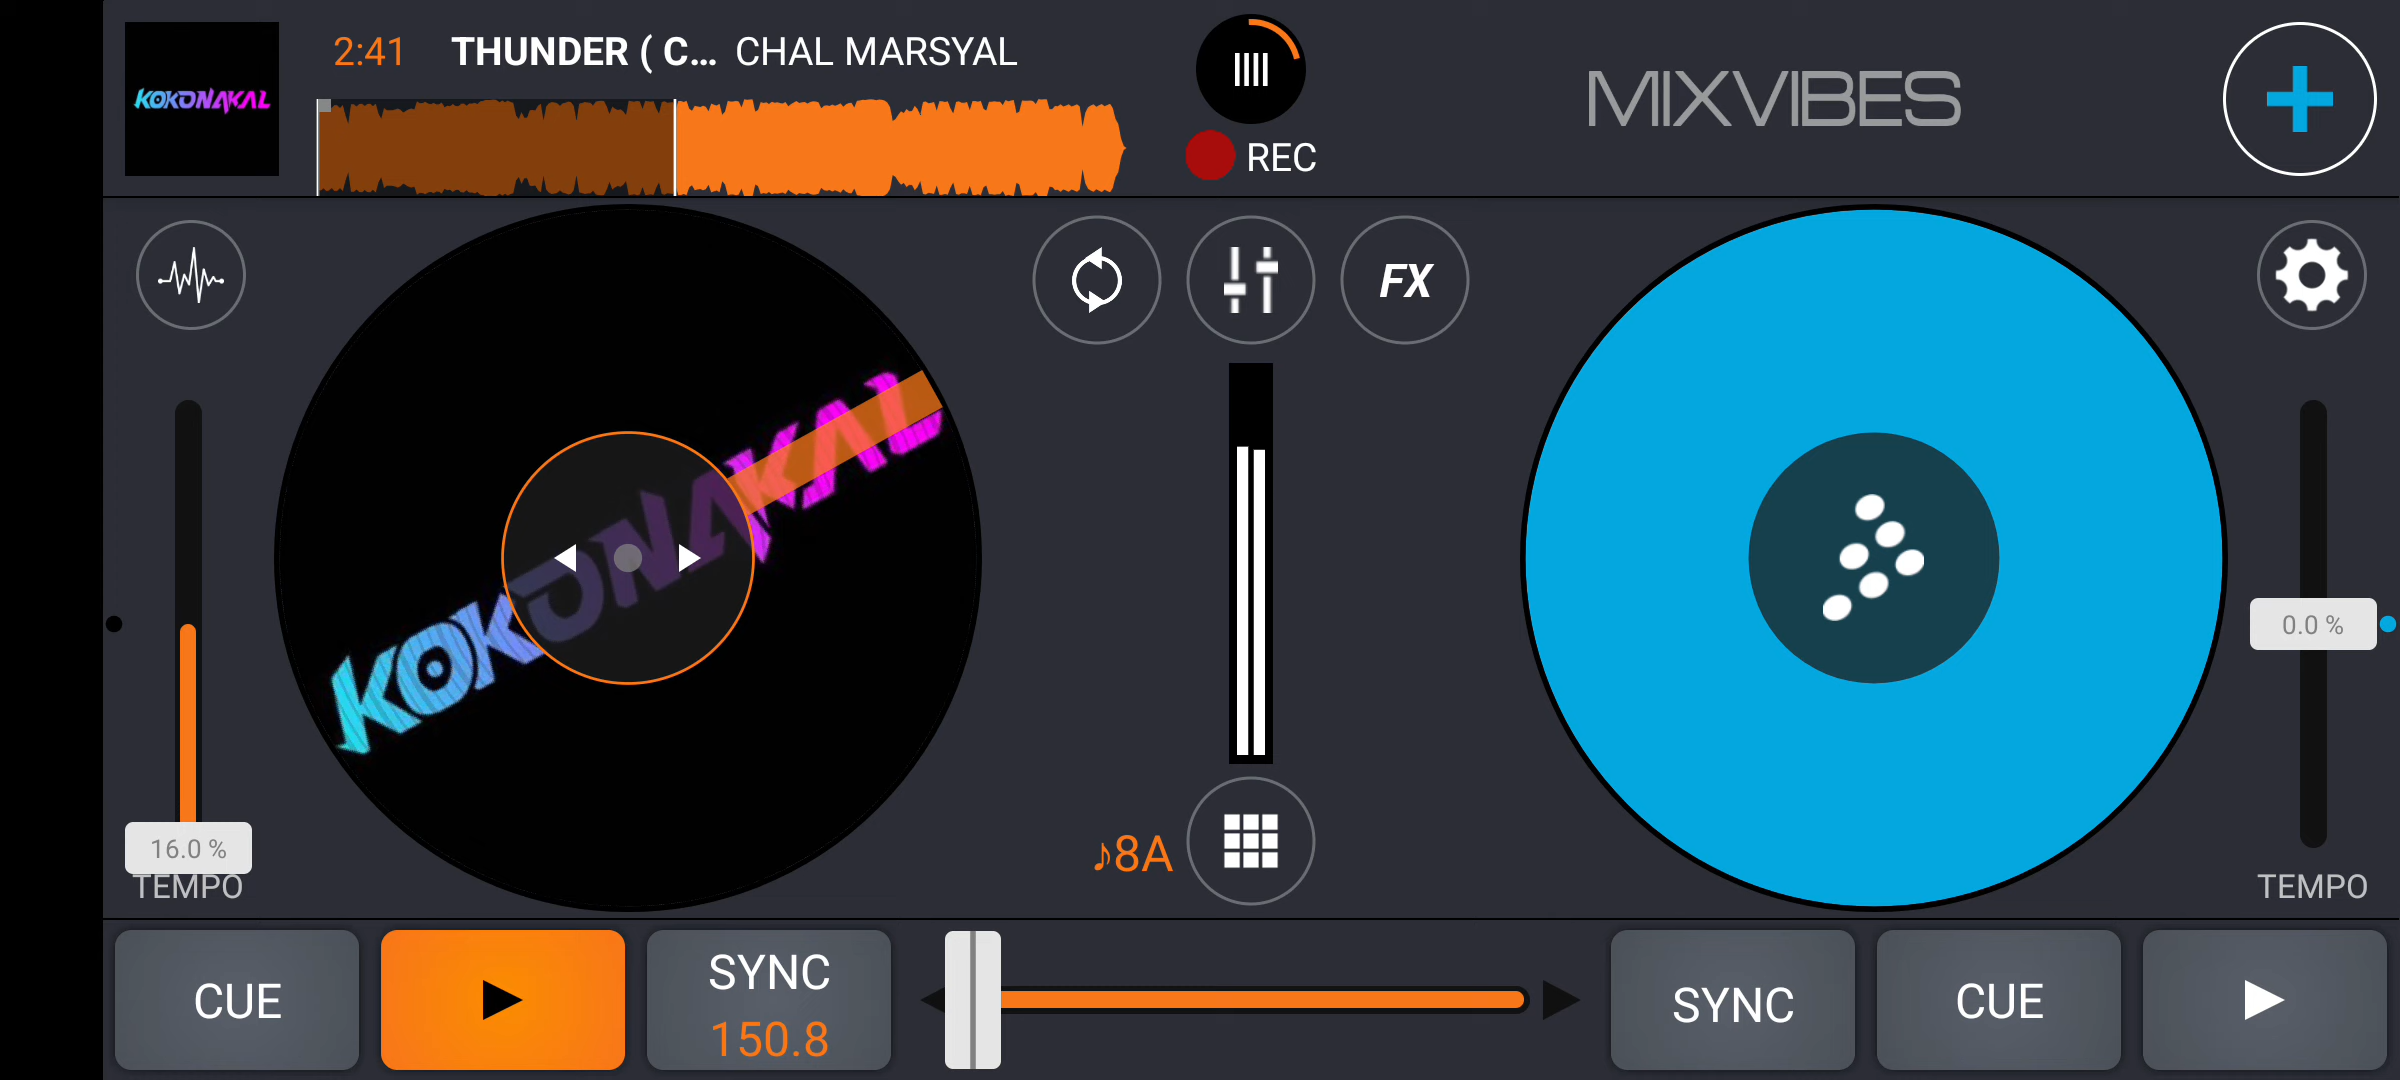 KOKONAKAL
2:41 THUNDER ( C... CHAL MARSYAL
REC
MIXVIBES
FX
KOKONAKAL
16.0 %
TEMPO
♪8A
0.0 %
TEMPO
CUE
SYNC
150.8
SYNC
CUE